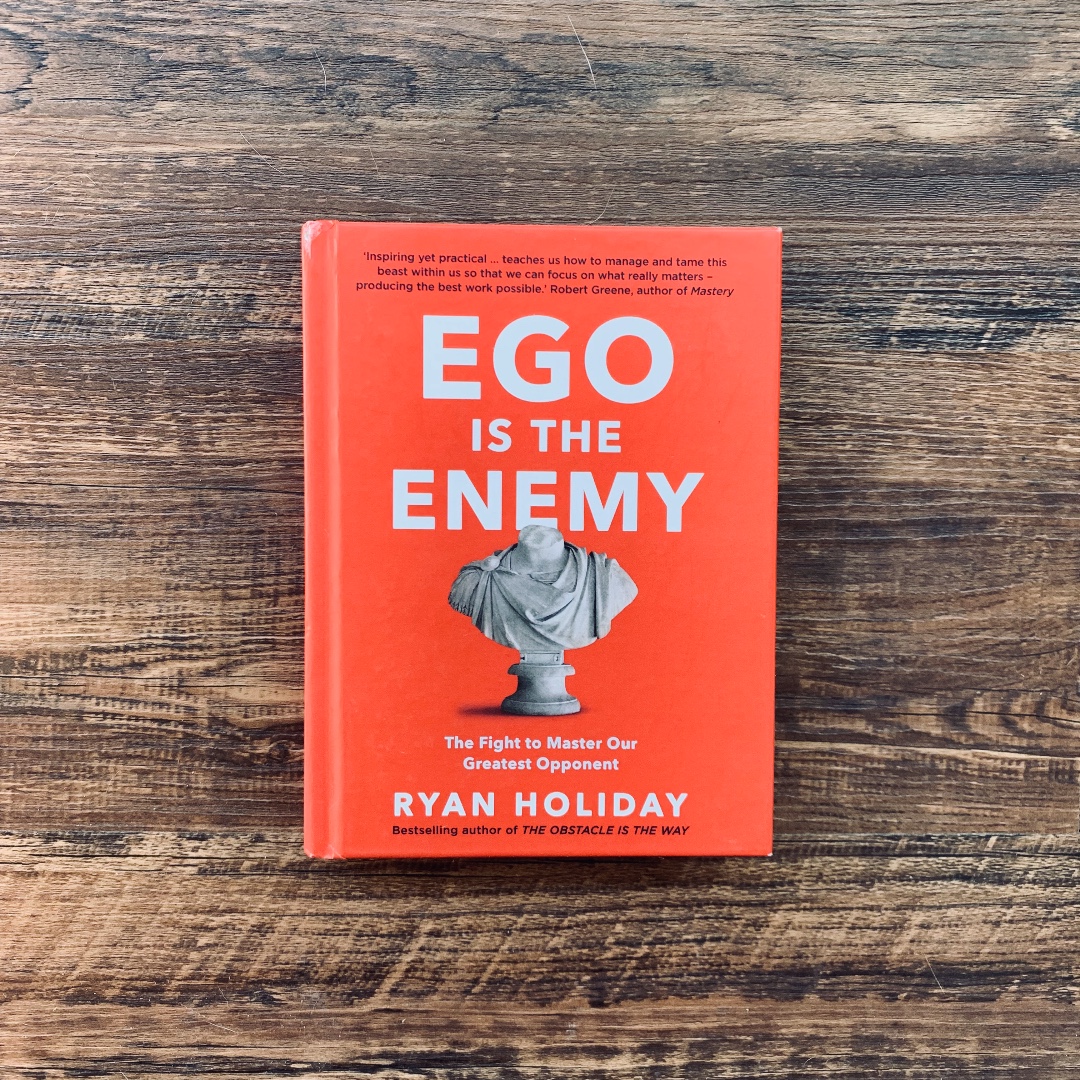 ‘Inspiring yet practical ... teaches us how to manage and tame this
beast within us so that we can focus on what really matters –
producing the best work possible.’ Robert Greene, author of Mastery
EGO
IS THE
ENEMY
The Fight to Master Our
Greatest Opponent
RYAN HOLIDAY
Bestselling author of THE OBSTACLE IS THE WAY